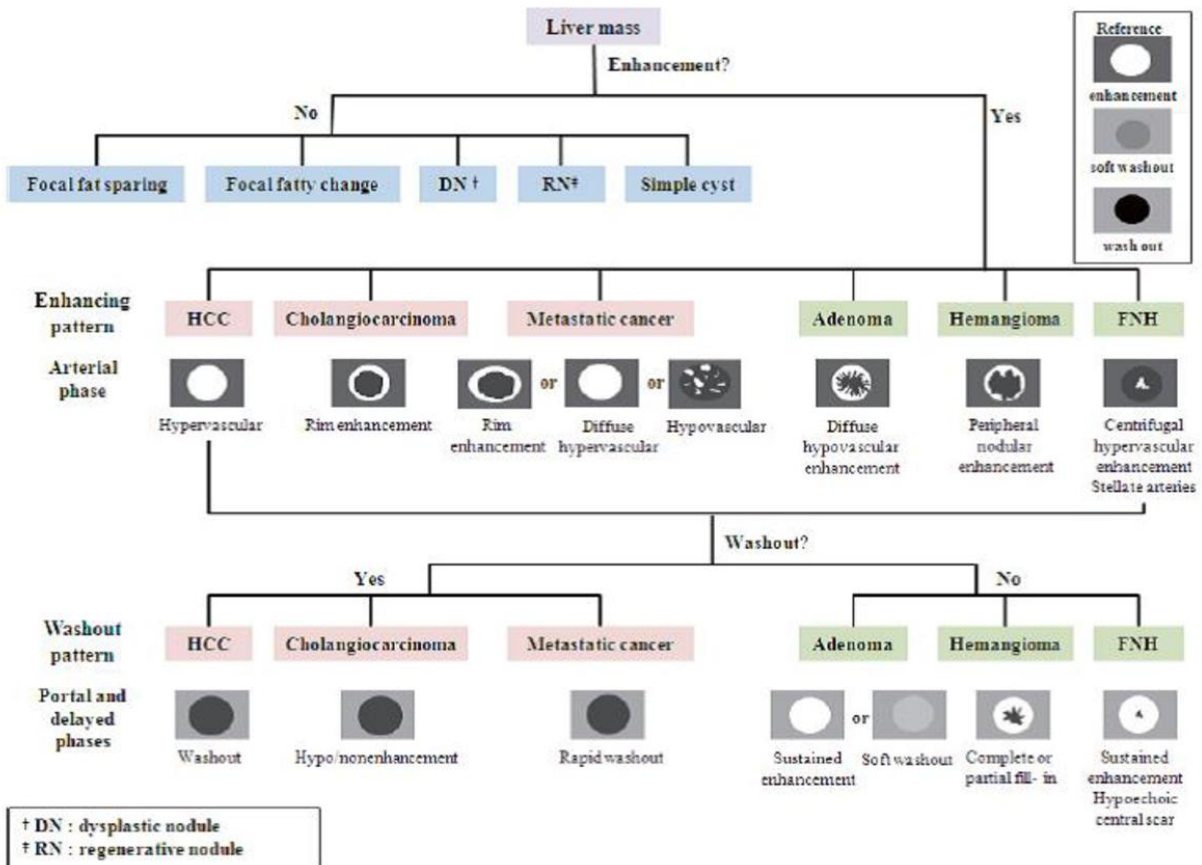 Liver mass
Enhancement?
No
Yes
Reference
enhancement
soft washout
wash out
Focal fat sparing
Focal fatty change
DN †
RN‡
Simple cyst
Enhancing
pattern
HCC
Cholangiocarcinoma
Metastatic cancer
Adenoma
Hemangioma
FNH
Arterial
phase
or
or
Hypervascular
Rim enhancement
Rim
enhancement
Diffuse
hypervascular
Hypovascular
Diffuse
hypovascular
enhancement
Peripheral
nodular
enhancement
Centrifugal
hypervascular
enhancement
Stellate arteries
Washout?
Yes
No
Washout
pattern
HCC
Cholangiocarcinoma
Metastatic cancer
Adenoma
Hemangioma
FNH
Portal and
delayed
phases
or
Washout
Hypo/nonenhancement
Rapid washout
Sustained
enhancement
Soft washout
Complete or
partial fill- in
Sustained
enhancement
Hypoechoic
central scar
† DN : dysplastic nodule
‡ RN : regenerative nodule